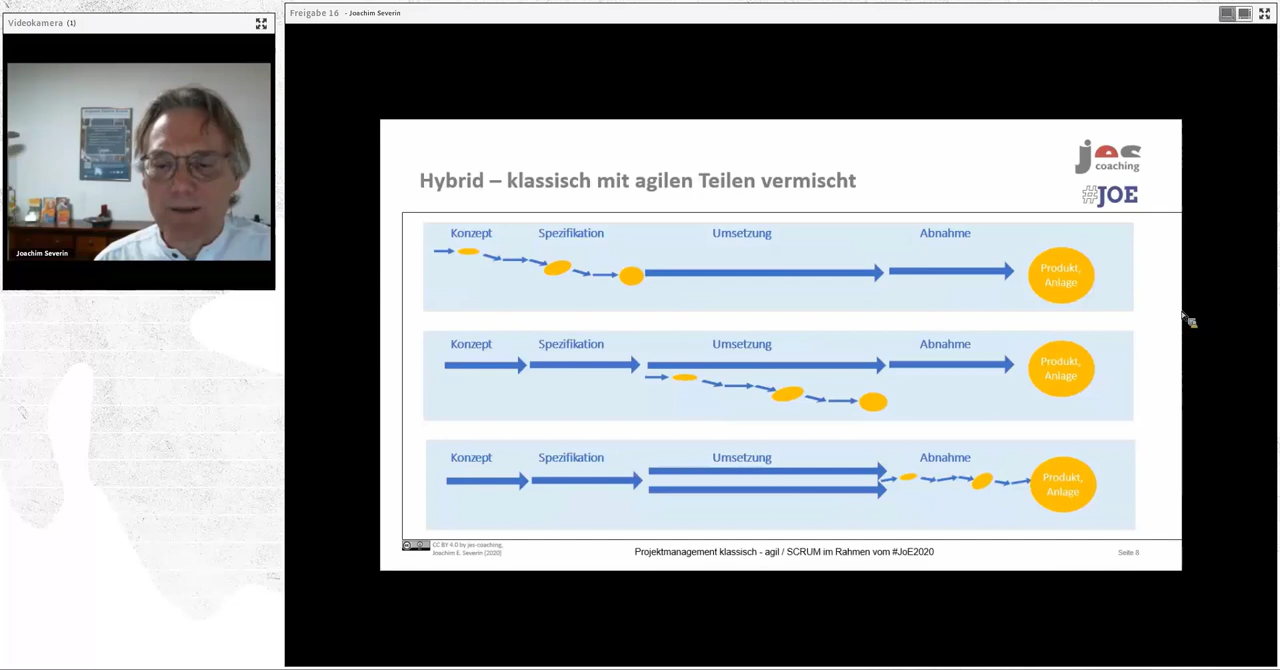 Videokamera (1)
Joachim Severin
Freigabe 16 - Joachim Severin
jes
coaching
#JOE
Hybrid – klassisch mit agilen Teilen vermischt
Konzept Spezifikation Umsetzung Abnahme
Produkt,
Anlage
Konzept Spezifikation Umsetzung Abnahme
Produkt,
Anlage
Konzept Spezifikation Umsetzung Abnahme
Produkt,
Anlage
CC BY 4.0 by jes-coaching,
Joachim E. Severin [2020]
Projektmanagement klassisch - agil / SCRUM im Rahmen vom #JoE2020
Seite 8